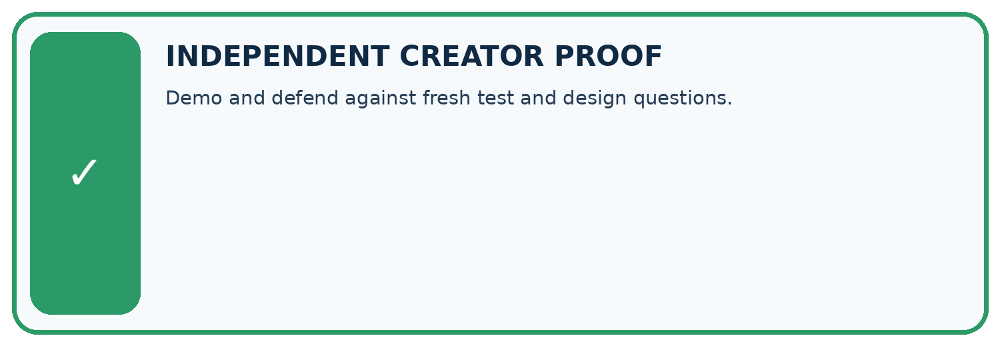 INDEPENDENT CREATOR PROOF
Demo and defend against fresh test and design questions.
✓